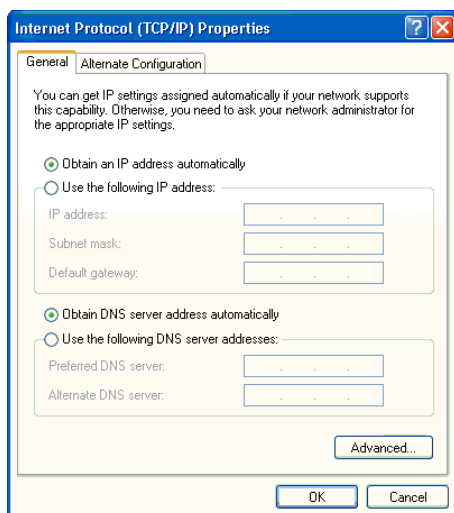 Internet Protocol (TCP/IP) Properties
General
Alternate Configuration
You can get IP settings assigned automatically if your network supports
this capability. Otherwise, you need to ask your network administrator for
the appropriate IP settings.
Obtain an IP address automatically
Use the following IP address:
IP address:
Subnet mask:
Default gateway:
Obtain DNS server address automatically
Use the following DNS server addresses:
Preferred DNS server:
Alternate DNS server:
Advanced...
OK
Cancel